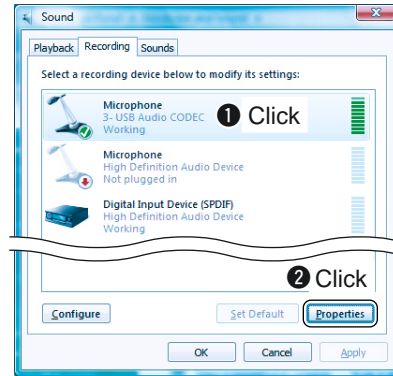 Sound
Playback Recording Sounds
Select a recording device below to modify its settings:
Microphone
3- USB Audio CODEC
Working
❶ Click
Microphone
High Definition Audio Device
Not plugged in
Digital Input Device (SPDIF)
High Definition Audio Device
Working
❷ Click
Configure Set Default Properties
OK Cancel Apply